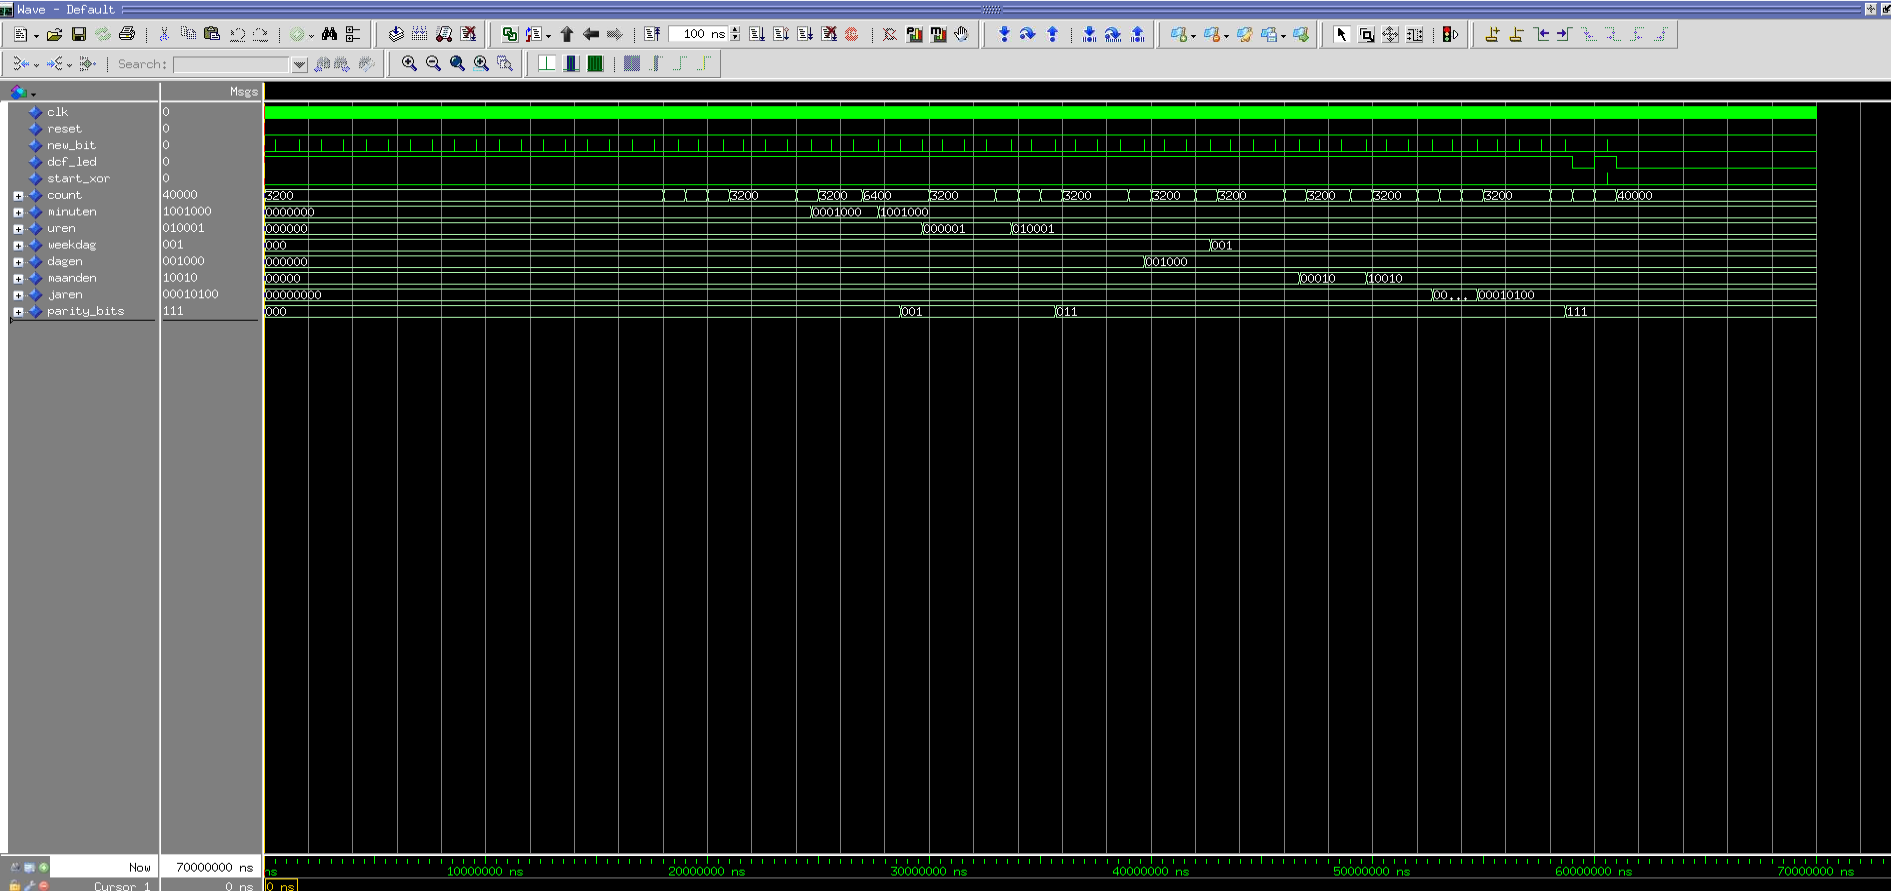 Wave - Default
100 ns
Search:
Msgs
clk 0
reset 0
new_bit 0
dcf_led 0
start_xor 0
count 40000 3200 3200 3200 6400 3200 3200 3200 3200 3200 3200 3200 40000
minuten 1001000 0000000 0001000 1001000
uren 010001 000000 000001 010001
weekdag 001 000 001
dagen 001000 000000 001000
maanden 10010 00000 00010 10010
jaren 00010100 00000000 00... 00010100
parity_bits 111 000 001 011 111
Now 70000000 ns ns 10000000 ns 20000000 ns 30000000 ns 40000000 ns 50000000 ns 60000000 ns 70000000 ns
Cursor 1 0 ns 0 ns